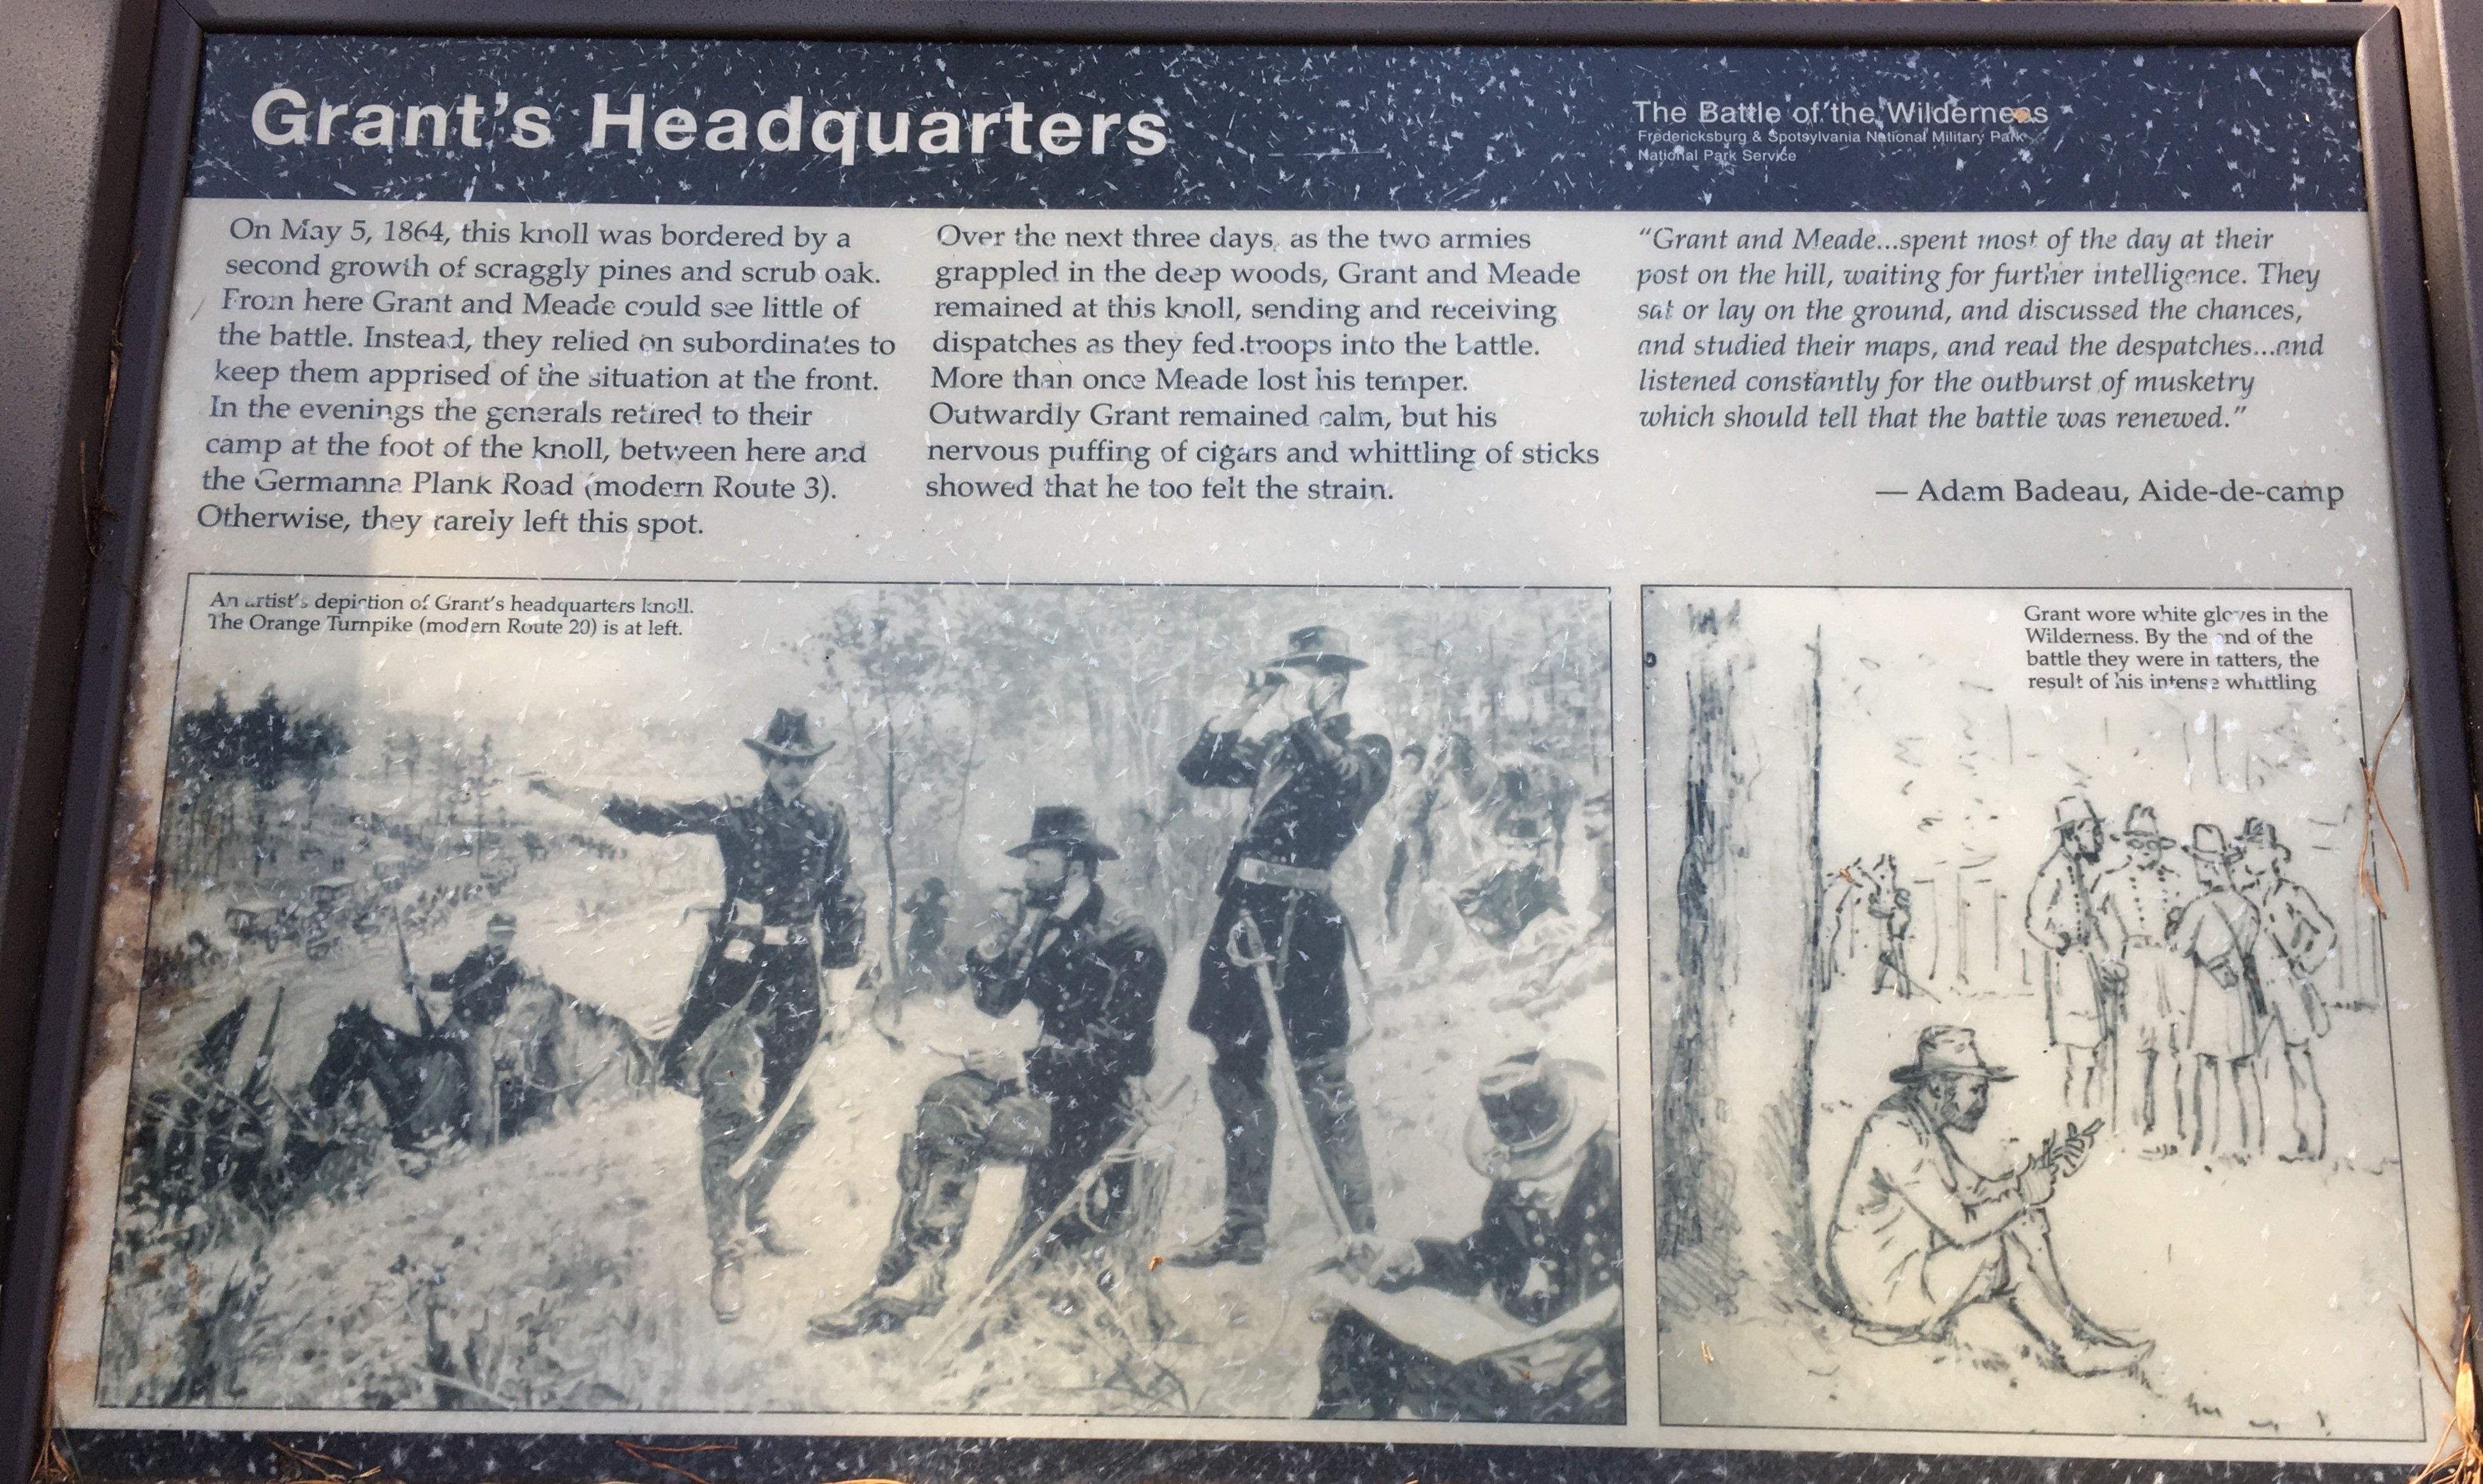 Grant's Headquarters
The Battle of the Wilderness
Fredericksburg & Spotsylvania National Military Park
National Park Service
On May 5, 1864, this knoll was bordered by a
second growth of scraggly pines and scrub oak.
From here Grant and Meade could see little of
the battle. Instead, they relied on subordinates to
keep them apprised of the situation at the front.
In the evenings the generals retired to their
camp at the foot of the knoll, between here and
the Germanna Plank Road (modern Route 3).
Otherwise, they rarely left this spot.
Over the next three days, as the two armies
grappled in the deep woods, Grant and Meade
remained at this knoll, sending and receiving
dispatches as they fed troops into the battle.
More than once Meade lost his temper.
Outwardly Grant remained calm, but his
nervous puffing of cigars and whittling of sticks
showed that he too felt the strain.
"Grant and Meade...spent most of the day at their
post on the hill, waiting for further intelligence. They
sat or lay on the ground, and discussed the chances,
and studied their maps, and read the despatches...and
listened constantly for the outburst of musketry
which should tell that the battle was renewed."
— Adam Badeau, Aide-de-camp
An artist's depiction of Grant's headquarters knoll.
The Orange Turnpike (modern Route 20) is at left.
Grant wore white gloves in the
Wilderness. By the end of the
battle they were in tatters, the
result of his intense whittling